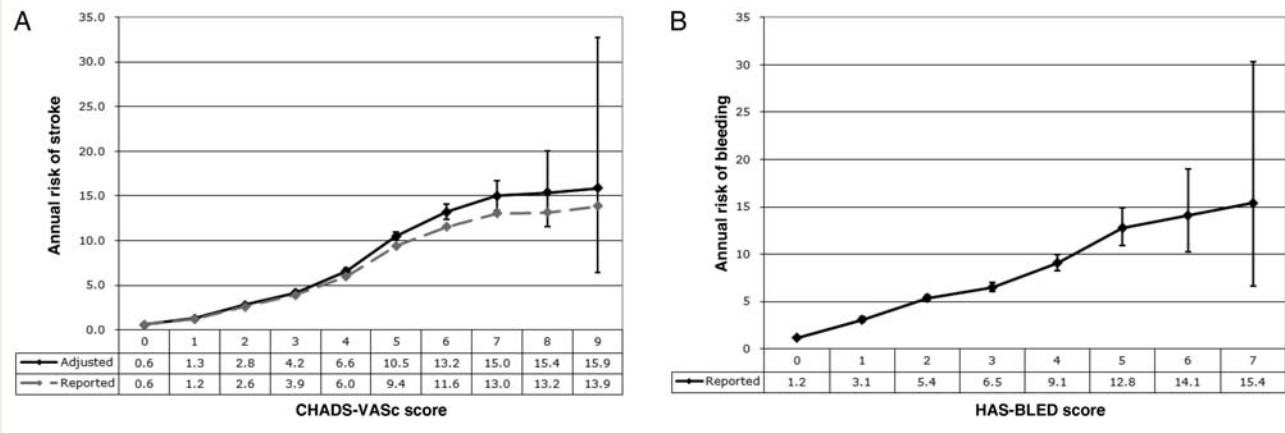 A
Annual risk of stroke
35.0
30.0
25.0
20.0
15.0
10.0
5.0
0.0
0 1 2 3 4 5 6 7 8 9
Adjusted 0.6 1.3 2.8 4.2 6.6 10.5 13.2 15.0 15.4 15.9
Reported 0.6 1.2 2.6 3.9 6.0 9.4 11.6 13.0 13.2 13.9
CHADS-VASc score
B
Annual risk of bleeding
35
30
25
20
15
10
5
0
0 1 2 3 4 5 6 7
Reported 1.2 3.1 5.4 6.5 9.1 12.8 14.1 15.4
HAS-BLED score